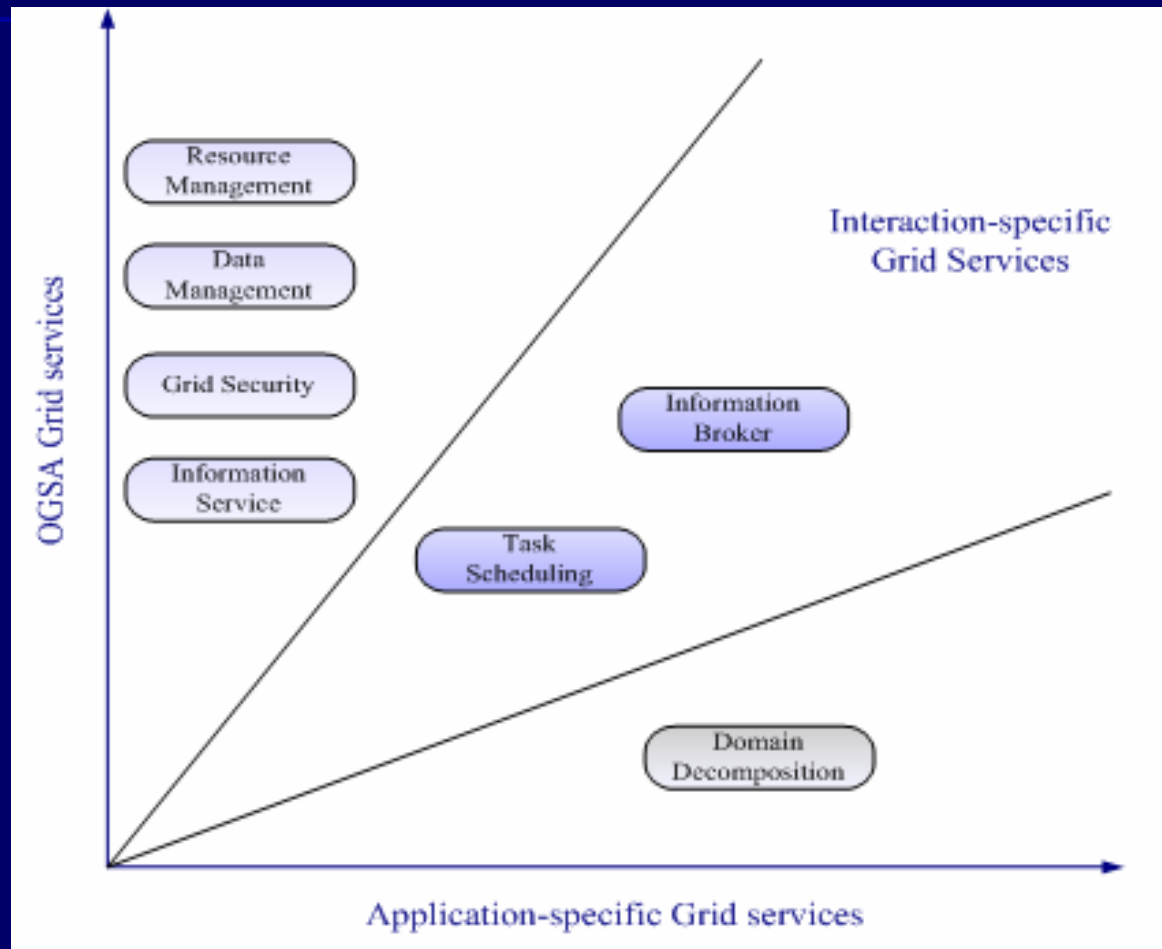 Resource
Management
Data
Management
Grid Security
Information
Service
OGSA Grid services
Interaction-specific
Grid Services
Information
Broker
Task
Scheduling
Domain
Decomposition
Application-specific Grid services